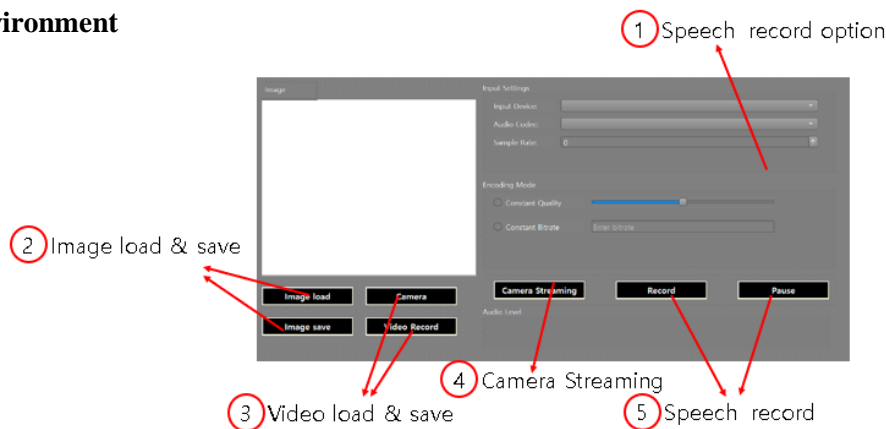 vironment
1 Speech record option
Image
Input Settings
Input Device:
Audio Codec:
Sample Rate: 0
Encoding Mode
Constant Quality
Constant Bitrate Enter bitrate
2 Image load & save
Image load Camera
Camera Streaming Record Pause
Image save Video Record
Audio Level
4 Camera Streaming
3 Video load & save
5 Speech record